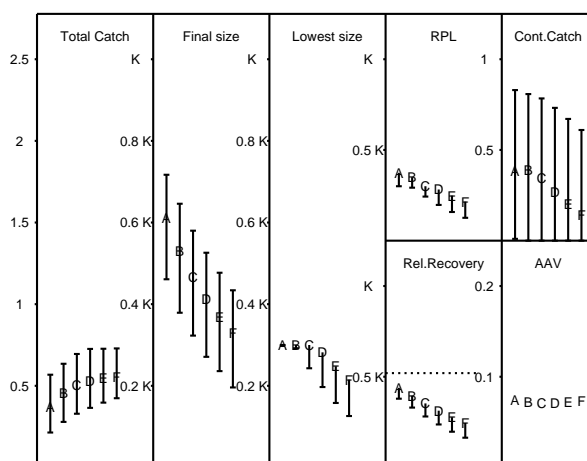 Total Catch
Final size
Lowest size
RPL
Cont.Catch
2.5
K
K
1
2
0.8 K
0.8 K
0.5 K
0.5
1.5
A B C D E F
A B C D E F
0.6 K
0.6 K
A B C D E F
Rel.Recovery
AAV
K
0.2
1
0.4 K
0.4 K
A B C D E F
0.5
0.2 K
0.2 K
0.5 K
0.1
A B C D E F
A B C D E F
A B C D E F